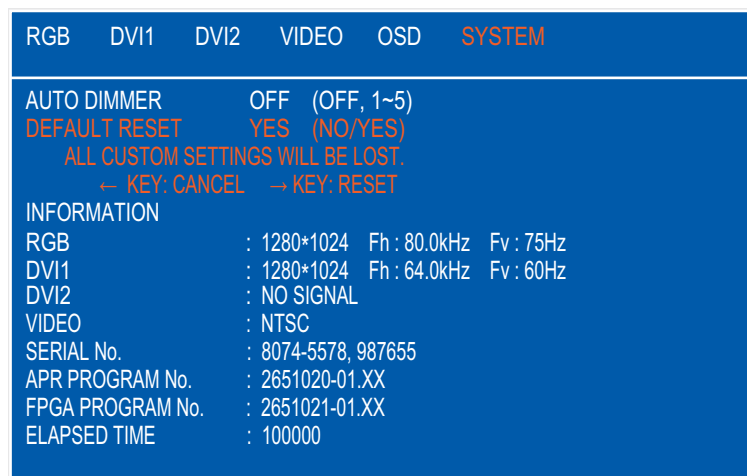 RGB DVI1 DVI2 VIDEO OSD SYSTEM
AUTO DIMMER OFF (OFF, 1~5)
DEFAULT RESET YES (NO/YES)
ALL CUSTOM SETTINGS WILL BE LOST.
← KEY: CANCEL → KEY: RESET
INFORMATION
RGB : 1280*1024 Fh : 80.0kHz Fv : 75Hz
DVI1 : 1280*1024 Fh : 64.0kHz Fv : 60Hz
DVI2 : NO SIGNAL
VIDEO : NTSC
SERIAL No. : 8074-5578, 987655
APR PROGRAM No. : 2651020-01.XX
FPGA PROGRAM No. : 2651021-01.XX
ELAPSED TIME : 100000